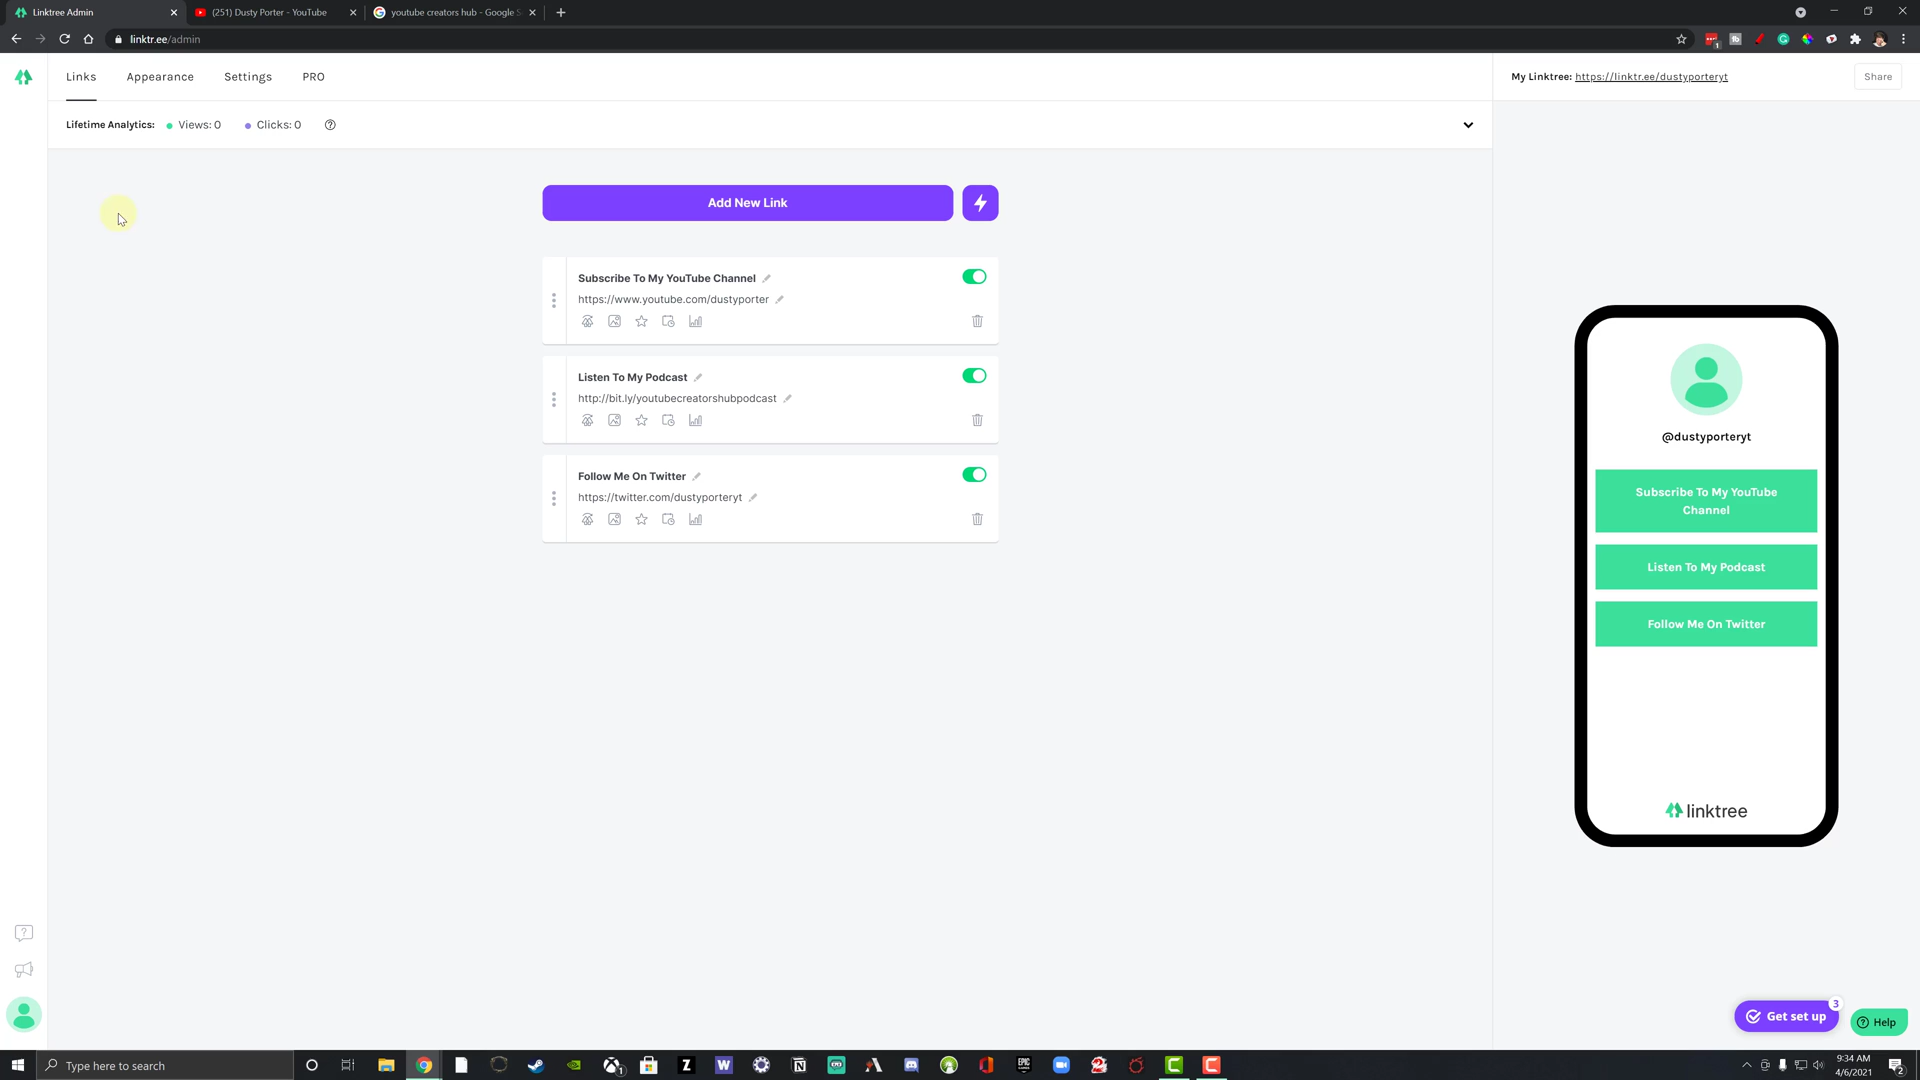 Linktree Admin
(251) Dusty Porter - YouTube
youtube creators hub - Google S
linktr.ee/admin
1
Links
Appearance
Settings
PRO
My Linktree: https://linktr.ee/dustyporteryt
Share
Lifetime Analytics:
Views: 0
Clicks: 0
Add New Link
Subscribe To My YouTube Channel
https://www.youtube.com/dustyporter
Listen To My Podcast
http://bit.ly/youtubecreatorshubpodcast
Follow Me On Twitter
https://twitter.com/dustyporteryt
@dustyporteryt
Subscribe To My YouTube
Channel
Listen To My Podcast
Follow Me On Twitter
linktree
3
Get set up
Help
Type here to search
9:34 AM
4/6/2021